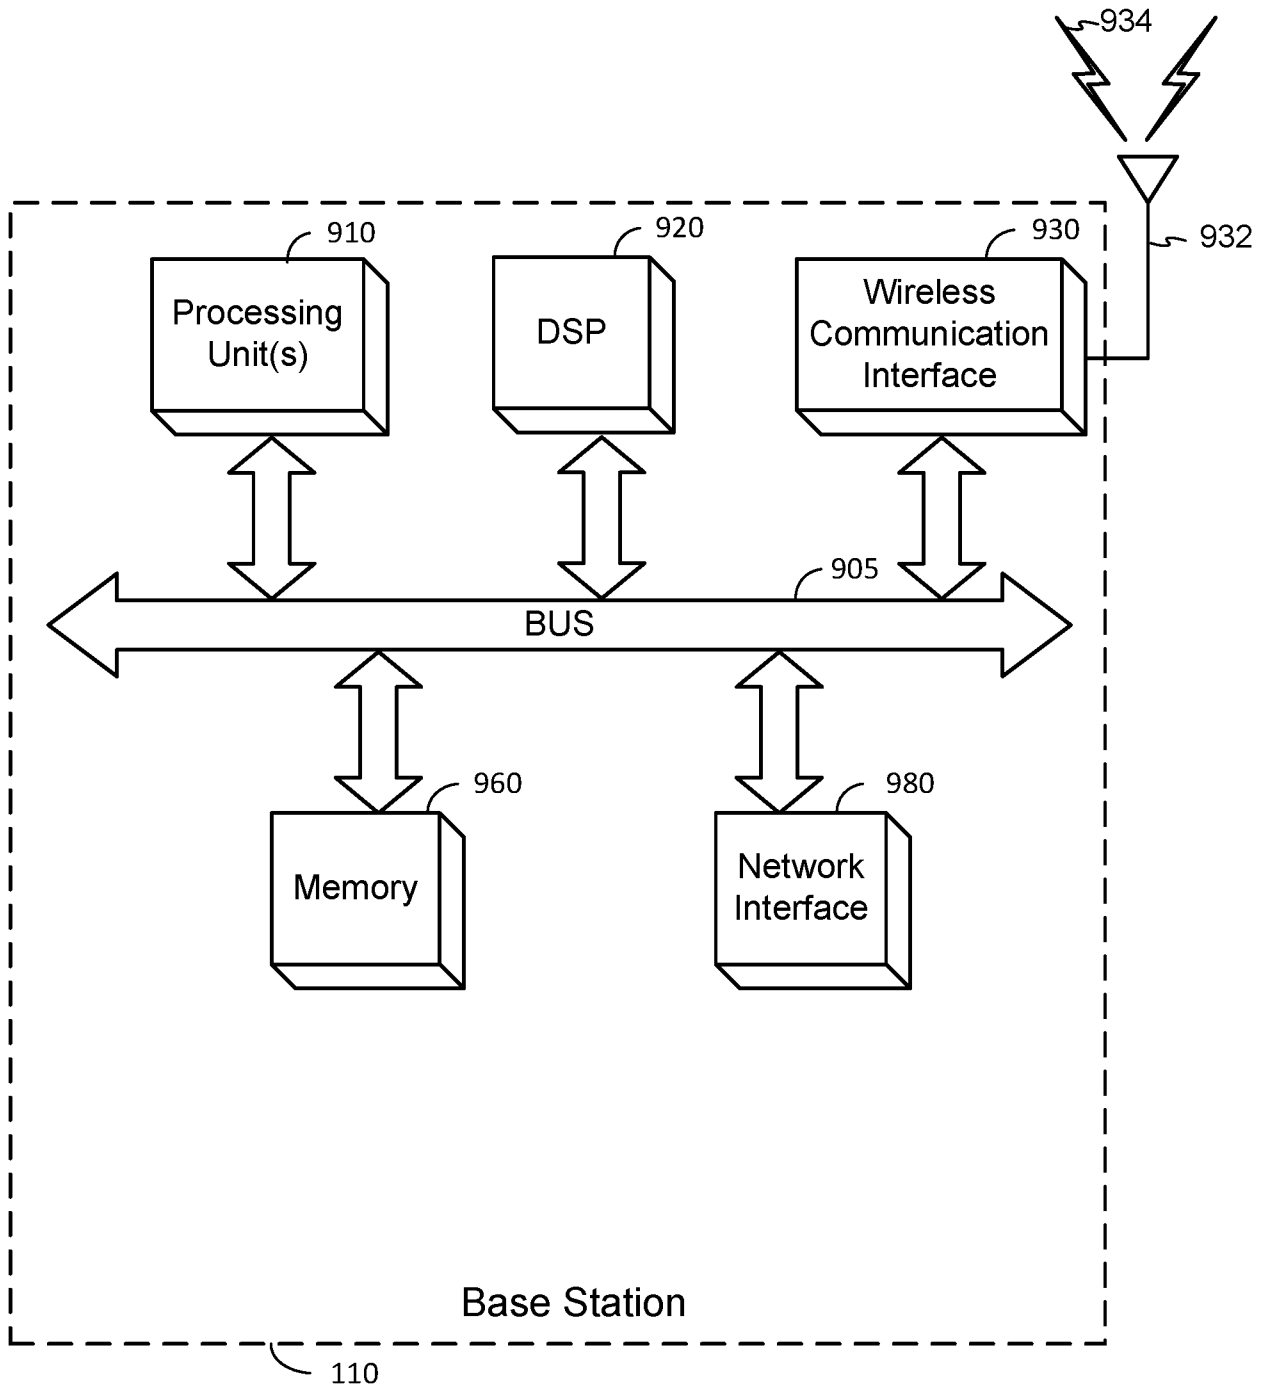 934
932
910
920
930
Processing
Unit(s)
DSP
Wireless
Communication
Interface
905
BUS
960
980
Memory
Network
Interface
Base Station
110